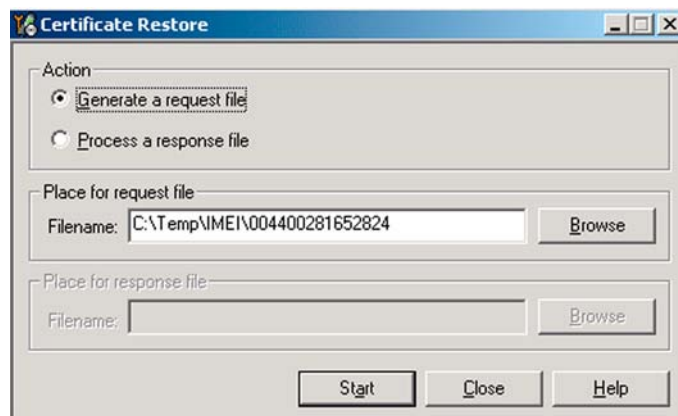 Certificate Restore
Action
Generate a request file
Process a response file
Place for request file
Filename: C:\Temp\IMEI\004400281652824 Browse
Place for response file
Filename: Browse
Start Close Help